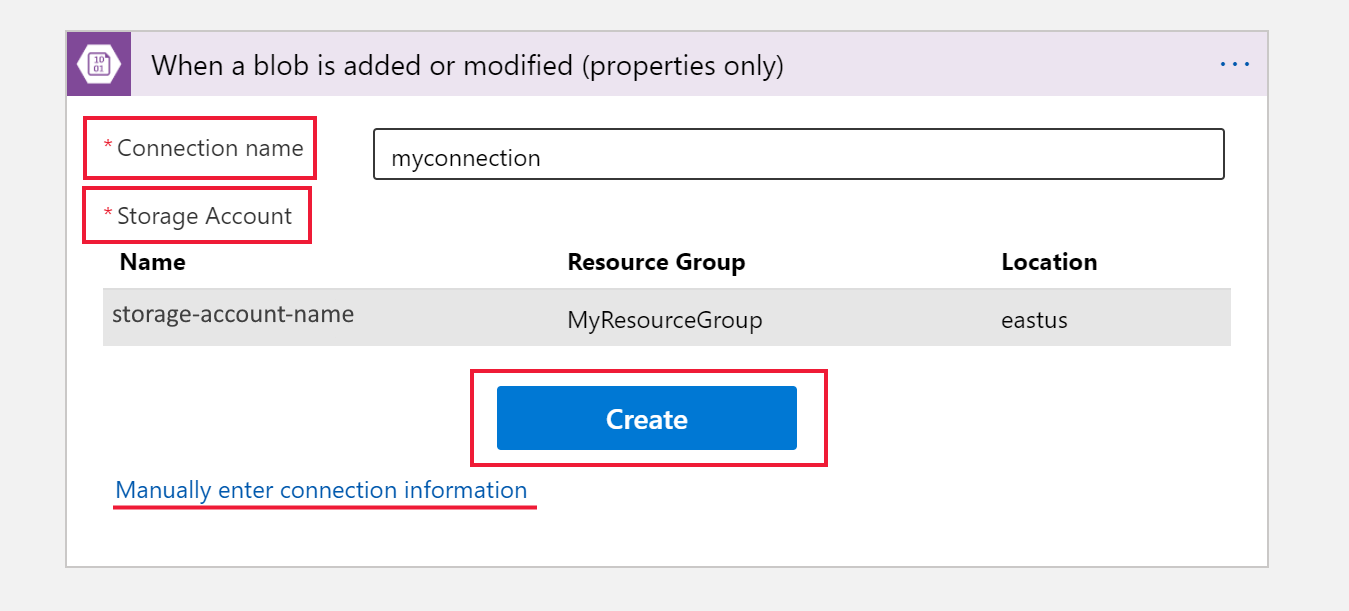 10
01
When a blob is added or modified (properties only)
...
* Connection name
myconnection
* Storage Account
Name Resource Group Location
storage-account-name MyResourceGroup eastus
Create
Manually enter connection information